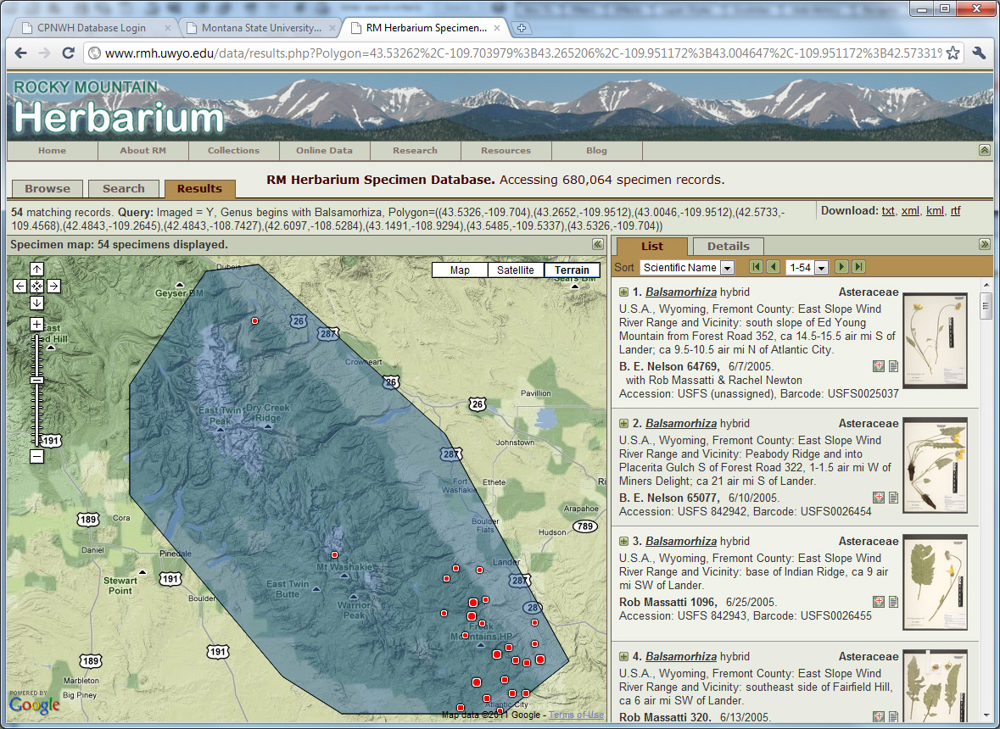 CPNWH Database Login
Montana State University...
RM Herbarium Specimen...
www.rmh.uwyo.edu/data/results.php?Polygon=43.53262%2C-109.703979%3B43.265206%2C-109.951172%3B43.004647%2C-109.951172%3B42.57331%
ROCKY MOUNTAIN
Herbarium
Home About RM Collections Online Data Research Resources Blog
Browse Search Results
RM Herbarium Specimen Database. Accessing 680,064 specimen records.
54 matching records. Query: Imaged = Y, Genus begins with Balsamorhiza, Polygon=((43.5326,-109.704),(43.2652,-109.9512),(43.0046,-109.9512),(42.5733,-
109.4568),(42.4843,-109.2645),(42.4843,-108.7427),(42.6097,-108.5284),(43.1491,-108.9294),(43.5485,-109.5337),(43.5326,-109.704))
Download: txt, xml, kml, rtf
Specimen map: 54 specimens displayed.
Map Satellite Terrain
Dubois
Geyser BM
Sears BM
26
287
East
ed Hill
Crowheart
26
Pavillion
26
East Twin
Peak
Dry Creek
Ridge
191
Johnstown
287
Fort
Washakie
Ethete
Ri
Arapahoe
189
Cora
Boulder
Flats
Hudson
789
Daniel
Pinedale
Lander
Mt Washakie
Stewart
Point
191
East Twin
Butte
287
Boulder
Warrior
Peak
28
Freak
Mountains HP
191
189
Marbleton
Big Piney
Atlantic City
POWERED BY
Google
Map data ©2011 Google - Terms of Use
List Details
Sort Scientific Name 1-54
1. Balsamorhiza hybrid Asteraceae
U.S.A., Wyoming, Fremont County: East Slope Wind
River Range and Vicinity: south slope of Ed Young
Mountain from Forest Road 352, ca 14.5-15.5 air mi S of
Lander; ca 9.5-10.5 air mi N of Atlantic City.
B. E. Nelson 64769, 6/7/2005.
with Rob Massatti & Rachel Newton
Accession: USFS (unassigned), Barcode: USFS0025037
2. Balsamorhiza hybrid Asteraceae
U.S.A., Wyoming, Fremont County: East Slope Wind
River Range and Vicinity: Peabody Ridge and into
Placerita Gulch S of Forest Road 322, 1-1.5 air mi W of
Miners Delight; ca 21 air mi S of Lander.
B. E. Nelson 65077, 6/10/2005.
Accession: USFS 842942, Barcode: USFS0026454
3. Balsamorhiza hybrid Asteraceae
U.S.A., Wyoming, Fremont County: East Slope Wind
River Range and Vicinity: base of Indian Ridge, ca 9 air
mi SW of Lander.
Rob Massatti 1096, 6/25/2005.
Accession: USFS 842943, Barcode: USFS0026455
4. Balsamorhiza hybrid Asteraceae
U.S.A., Wyoming, Fremont County: East Slope Wind
River Range and Vicinity: southeast side of Fairfield Hill,
ca 6 air mi SW of Lander.
Rob Massatti 320, 6/13/2005.